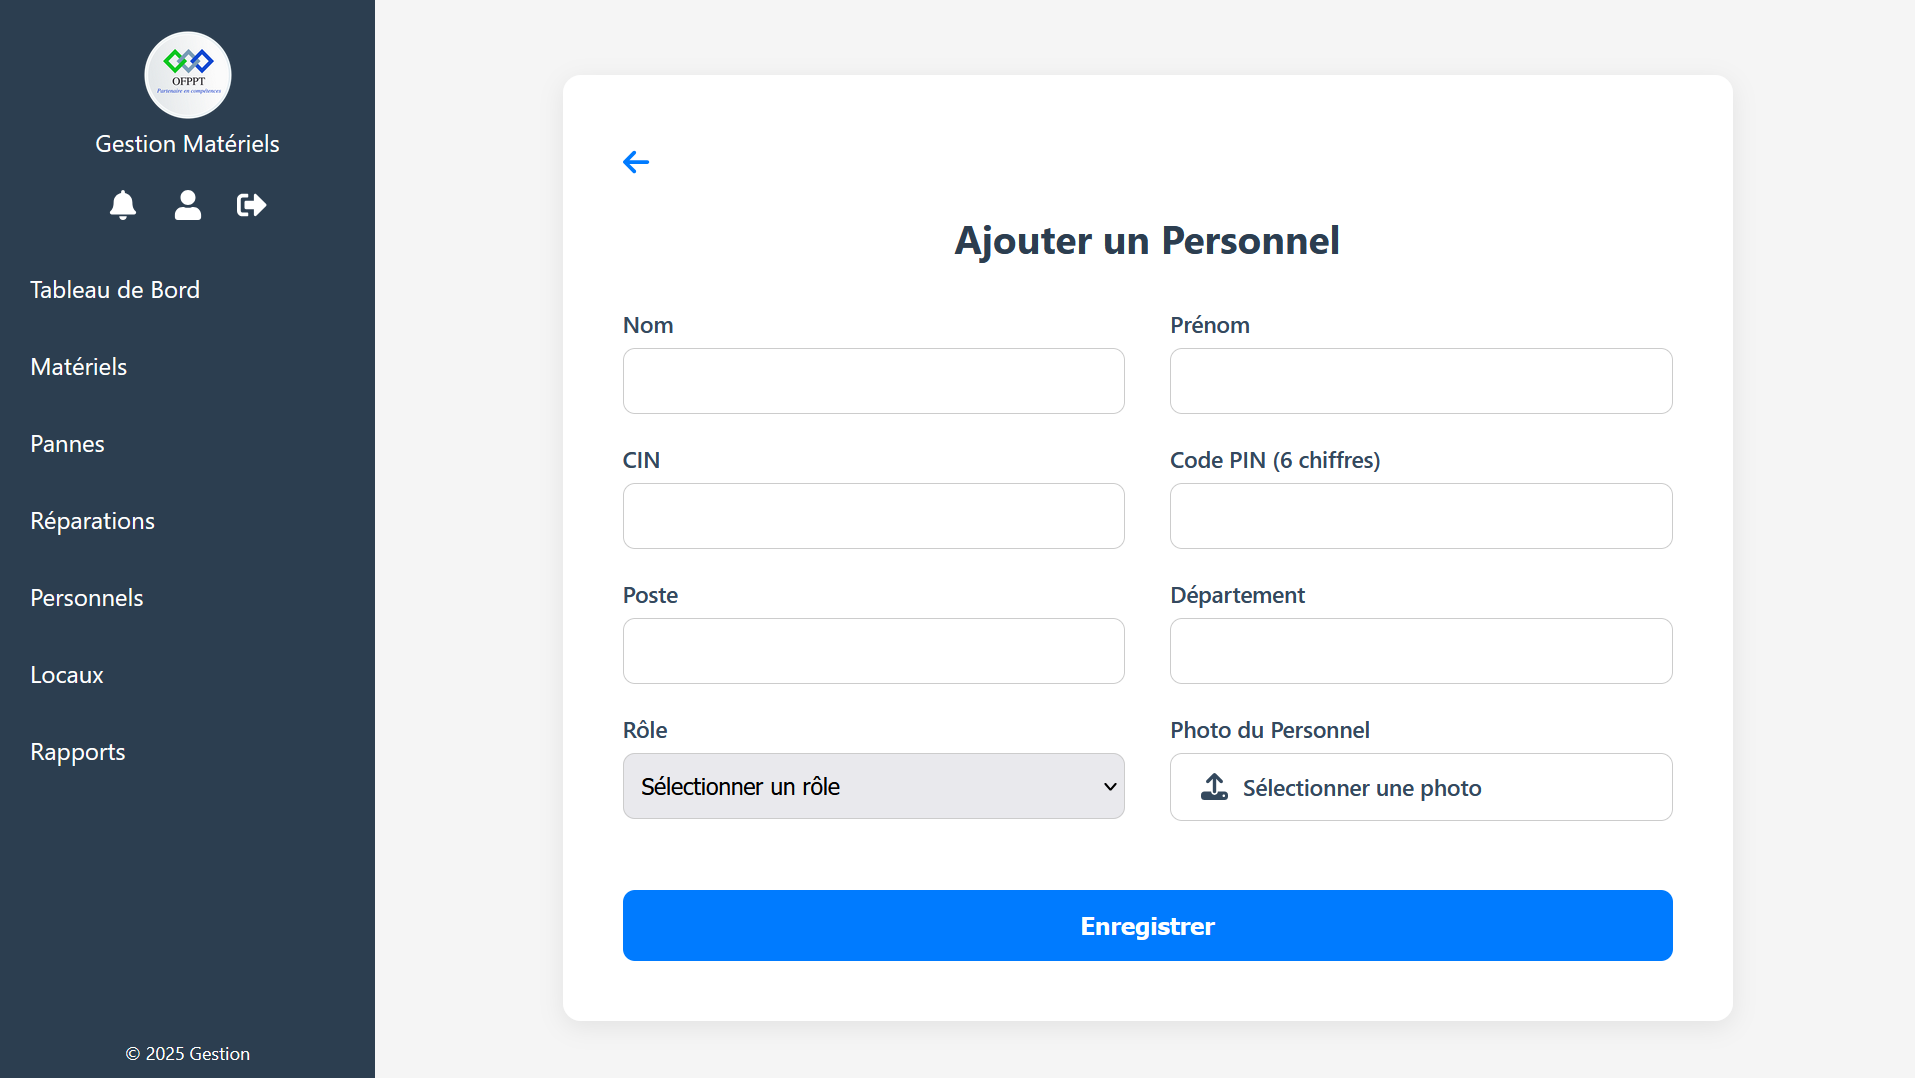 OFPPT
Partenaire en compétences
Gestion Matériels
Tableau de Bord
Matériels
Pannes
Réparations
Personnels
Locaux
Rapports
© 2025 Gestion
Ajouter un Personnel
Nom
Prénom
CIN
Code PIN (6 chiffres)
Poste
Département
Rôle
Photo du Personnel
Sélectionner un rôle
Sélectionner une photo
Enregistrer